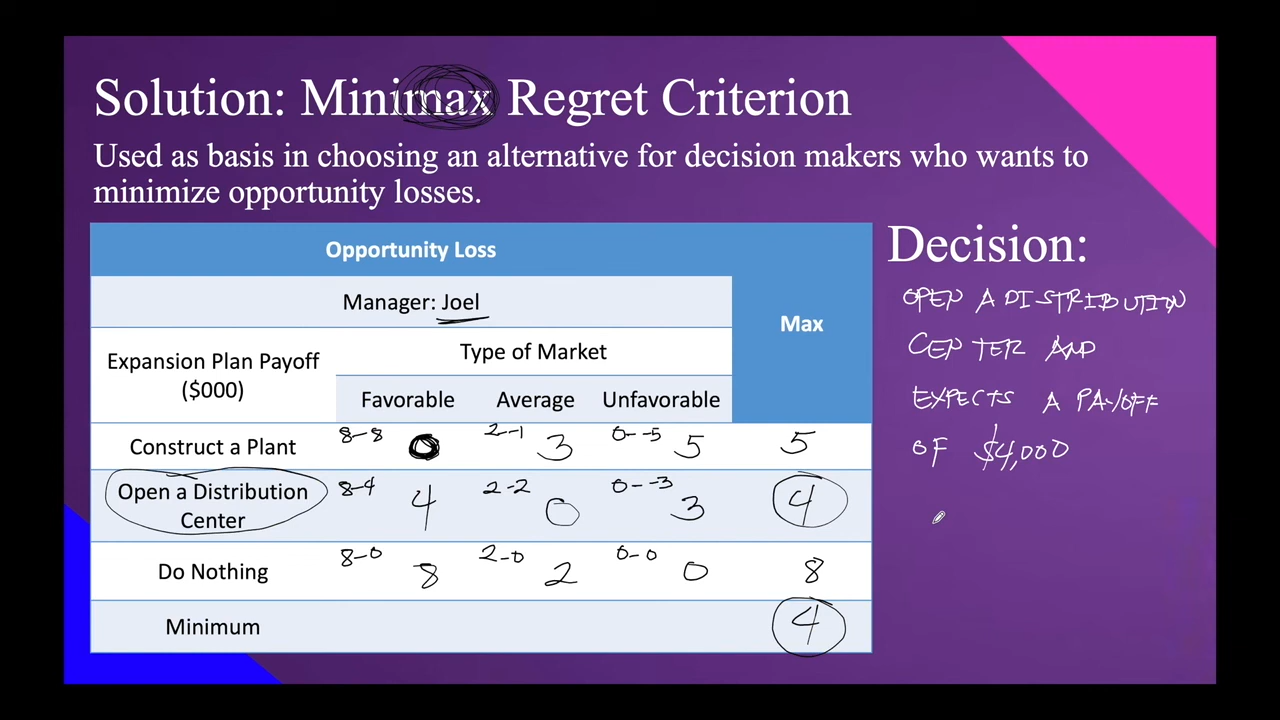 Solution: Minimax Regret Criterion
Used as basis in choosing an alternative for decision makers who wants to
minimize opportunity losses.
Opportunity Loss
Manager: Joel
Max
Expansion Plan Payoff
($000)
Type of Market
Favorable Average Unfavorable
Construct a Plant 8-8 0 2--1 3 0--5 5 5
Open a Distribution
Center 8-4 4 2-2 0 0--3 3 4
Do Nothing 8-0 8 2-0 2 0-0 0 8
Minimum 4
Decision:
OPEN A DISTRIBUTION
CENTER AND
EXPECTS A PAYOFF
OF $4,000